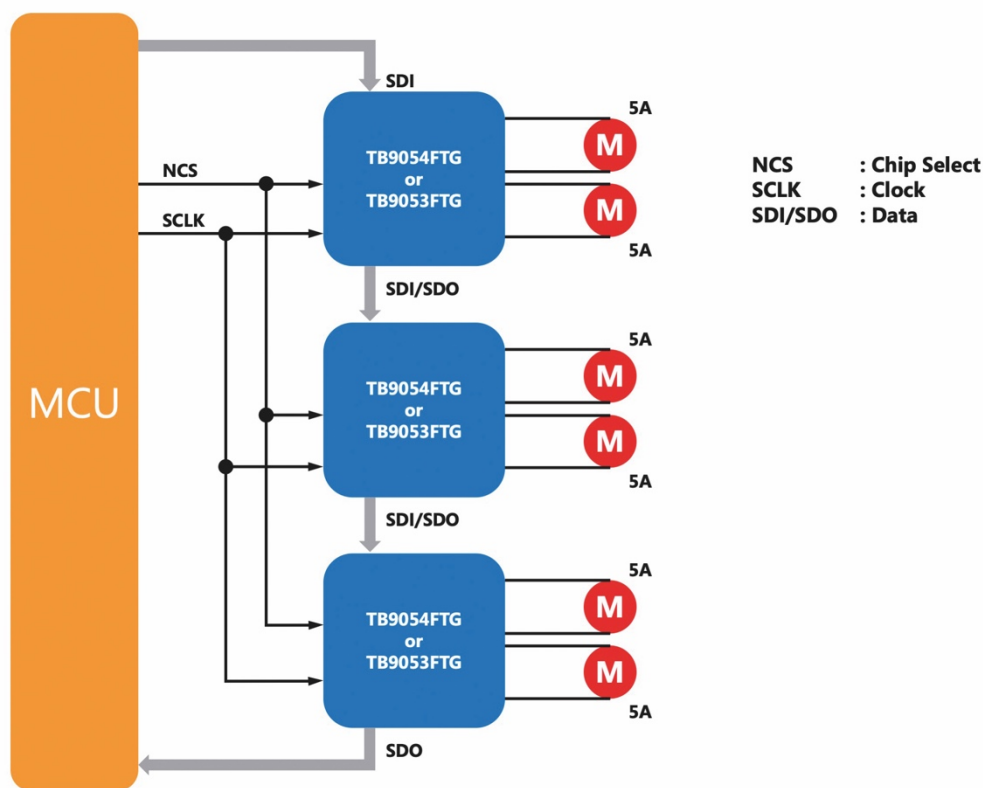 MCU
SDI
NCS
SCLK
TB9054FTG
or
TB9053FTG
5A
M
M
5A
SDI/SDO
TB9054FTG
or
TB9053FTG
5A
M
M
5A
SDI/SDO
TB9054FTG
or
TB9053FTG
5A
M
M
5A
SDO
NCS : Chip Select
SCLK : Clock
SDI/SDO : Data